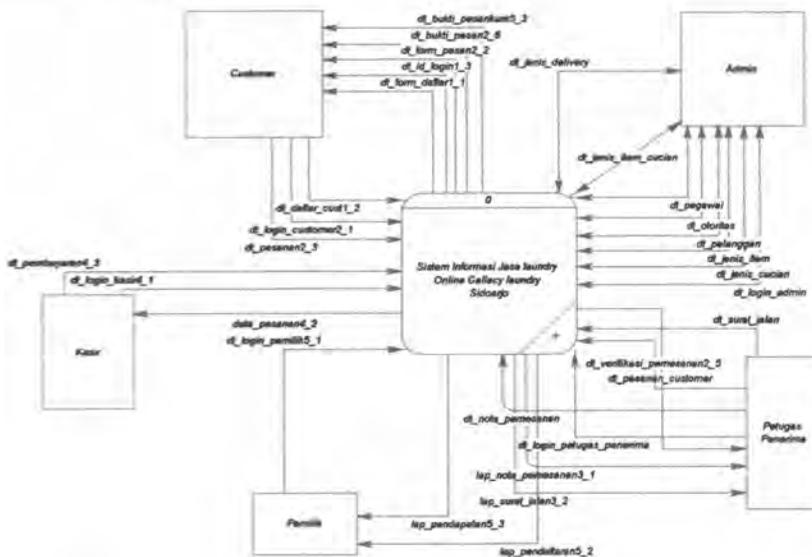 dt_bukti_pesankum5_3
dt_bukti_pesan2_6
dt_form_pesan2_2
dt_id_login1_3
dt_form_daftar1_1
Customer
dt_jenis_delivery
Admin
dt_jenis_item_cucian
0
dt_daftar_cust1_2
dt_login_customer2_1
dt_pesanan2_3
dt_pegawai
dt_otoritas
dt_pelanggan
dt_jenis_item
dt_jenis_cucian
dt_login_admin
Sistem Informasi Jasa laundry
Online Gallacy laundry
Sidoarjo
dt_pembayaran4_3
dt_login_kasir4_1
Kasir
data_pesanan4_2
dt_login_pemilik5_1
+
dt_surat_jalan
dt_verifikasi_pemesanan2_5
dt_pesanan_customer
dt_nota_pemesanan
dt_login_petugas_penerima
Petugas
Penerima
lap_nota_pemesanan3_1
lap_surat_jalan3_2
Pemilik
lap_pendapatan5_3
lap_pendaftaran5_2